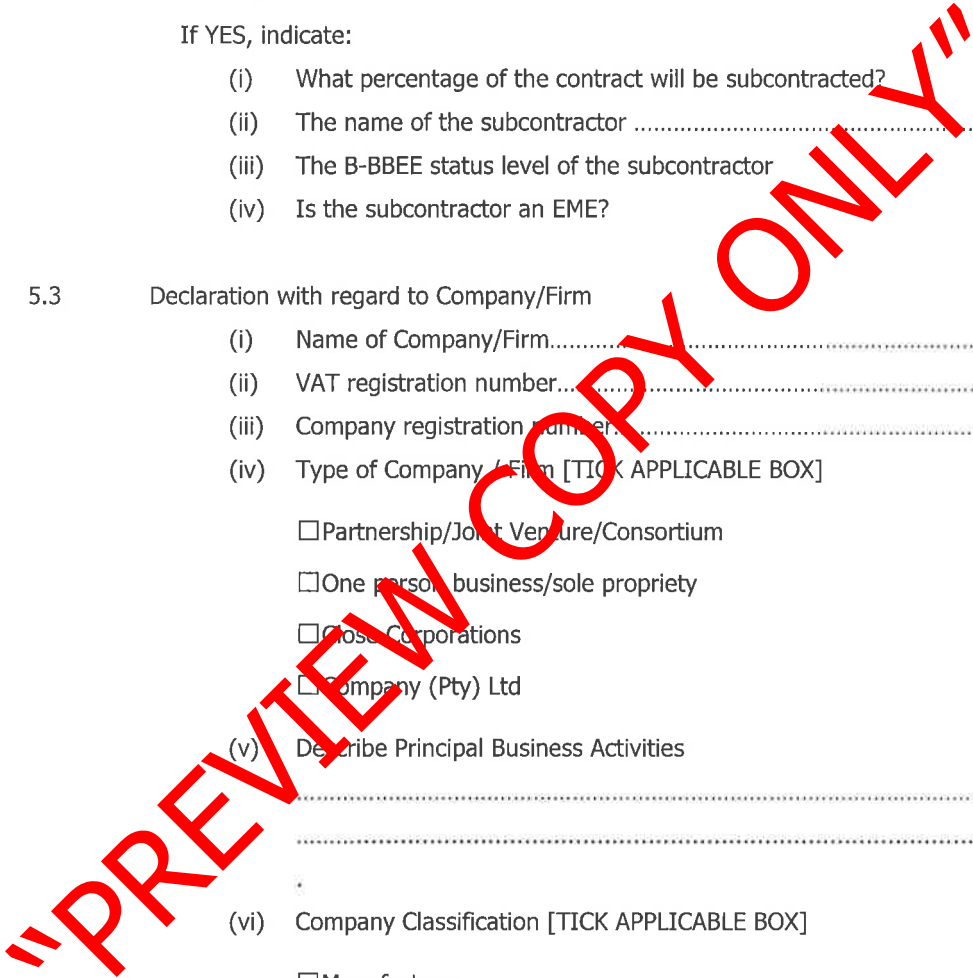 If YES, indicate:
(i) What percentage of the contract will be subcontracted?
(ii) The name of the subcontractor ....................................................
(iii) The B-BBEE status level of the subcontractor
(iv) Is the subcontractor an EME?
5.3 Declaration with regard to Company/Firm
(i) Name of Company/Firm................................................................
(ii) VAT registration number...............................................................
(iii) Company registration number.......................................................
(iv) Type of Company / Firm [TICK APPLICABLE BOX]
☐Partnership/Joint Venture/Consortium
☐One person business/sole propriety
☐Close Corporations
☐Company (Pty) Ltd
(v) Describe Principal Business Activities
................................................................................................
................................................................................................
.
(vi) Company Classification [TICK APPLICABLE BOX]
"PREVIEW COPY ONLY"